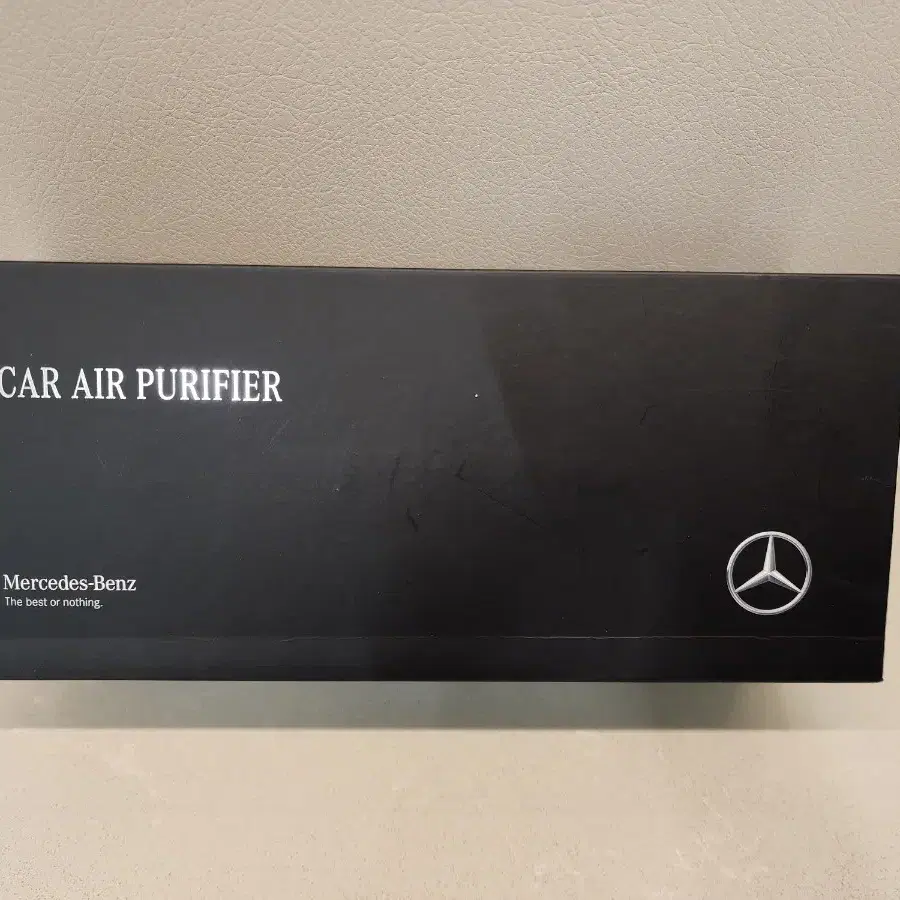 CAR AIR PURIFIER
Mercedes-Benz
The best or nothing.